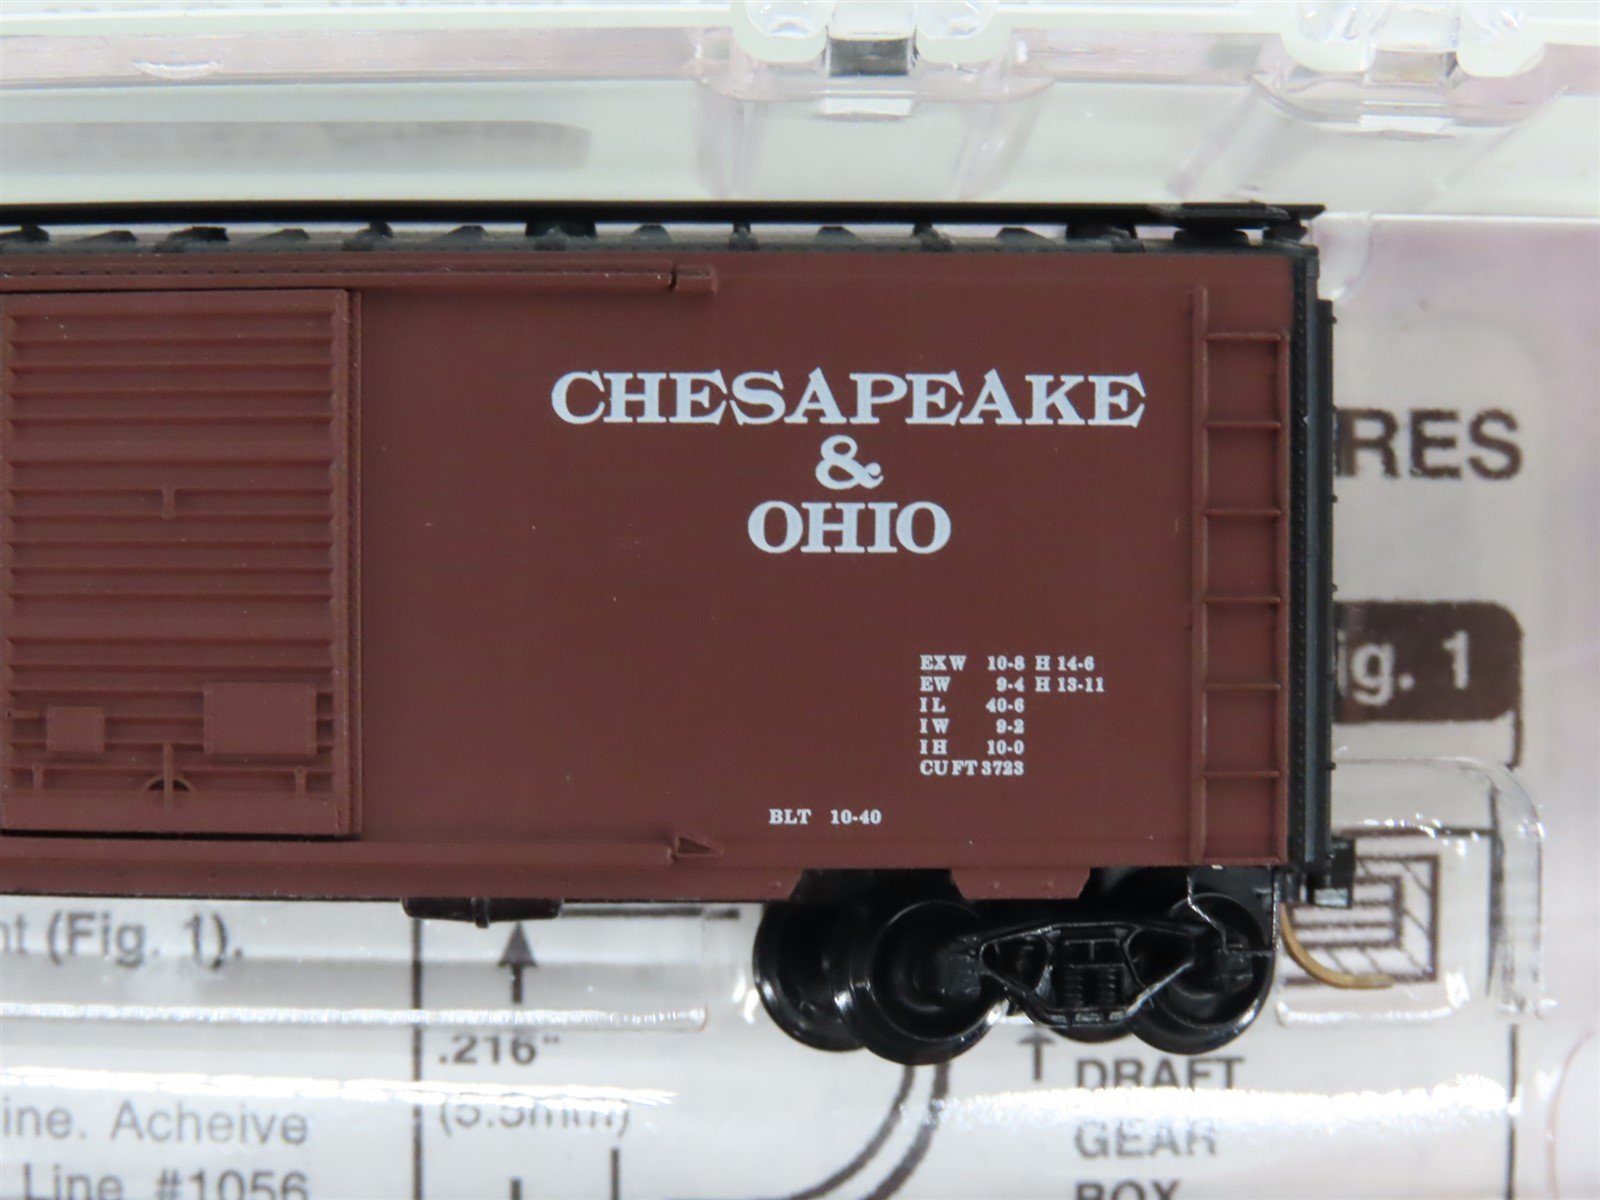 CHESAPEAKE
&
OHIO
RES
EXW 10-8 H 14-6
EW 9-4 H 13-11
IL 40-6
IW 9-2
IH 10-0
CU FT 3723
BLT 10-40
ig. 1
nt (Fig. 1).
.216"
(5.5mm)
ine. Acheive
Line #1056
DRAFT
GEAR
BOX